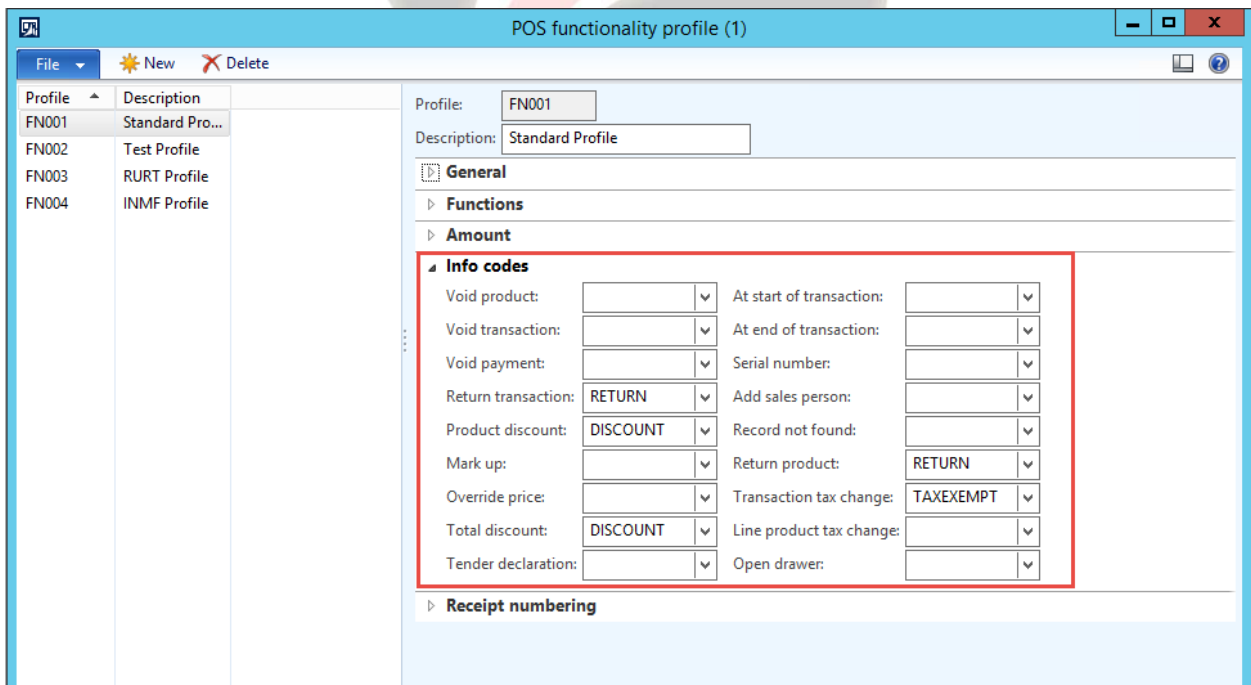 POS functionality profile (1)
File New Delete
Profile Description
FN001 Standard Pro...
FN002 Test Profile
FN003 RURT Profile
FN004 INMF Profile
Profile: FN001
Description: Standard Profile
General
Functions
Amount
Info codes
Void product: At start of transaction:
Void transaction: At end of transaction:
Void payment: Serial number:
Return transaction: RETURN Add sales person:
Product discount: DISCOUNT Record not found:
Mark up: Return product: RETURN
Override price: Transaction tax change: TAXEXEMPT
Total discount: DISCOUNT Line product tax change:
Tender declaration: Open drawer:
Receipt numbering